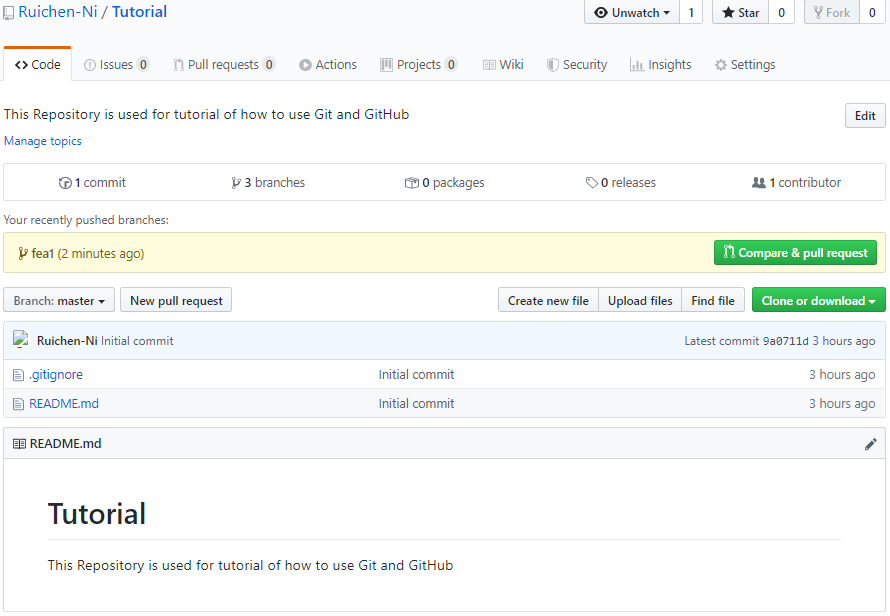 Ruichen-Ni / Tutorial Unwatch 1 Star 0 Fork 0
Code Issues 0 Pull requests 0 Actions Projects 0 Wiki Security Insights Settings
This Repository is used for tutorial of how to use Git and GitHub Edit
Manage topics
1 commit 3 branches 0 packages 0 releases 1 contributor
Your recently pushed branches:
fea1 (2 minutes ago) Compare & pull request
Branch: master New pull request Create new file Upload files Find file Clone or download
Ruichen-Ni Initial commit Latest commit 9a0711d 3 hours ago
.gitignore Initial commit 3 hours ago
README.md Initial commit 3 hours ago
README.md
Tutorial
This Repository is used for tutorial of how to use Git and GitHub